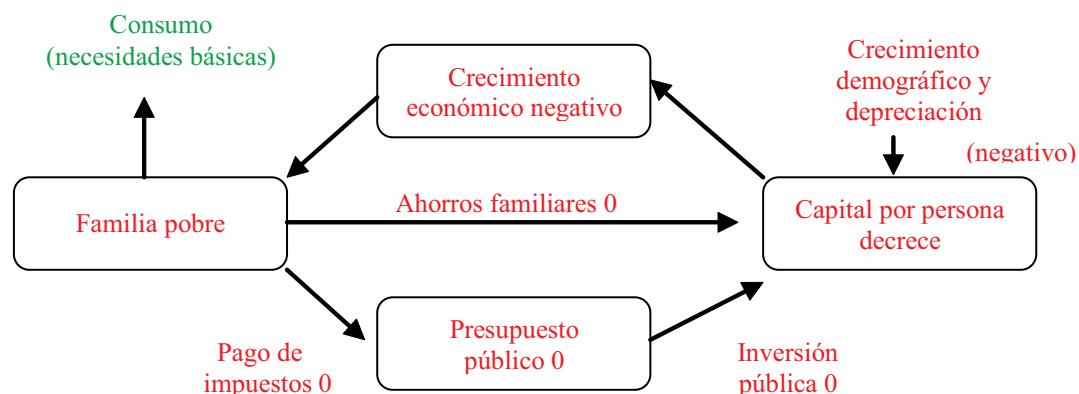 Consumo
(necesidades básicas)
Crecimiento
económico negativo
Crecimiento
demográfico y
depreciación
(negativo)
Familia pobre
Ahorros familiares 0
Capital por persona
decrece
Pago de
impuestos 0
Presupuesto
público 0
Inversión
pública 0